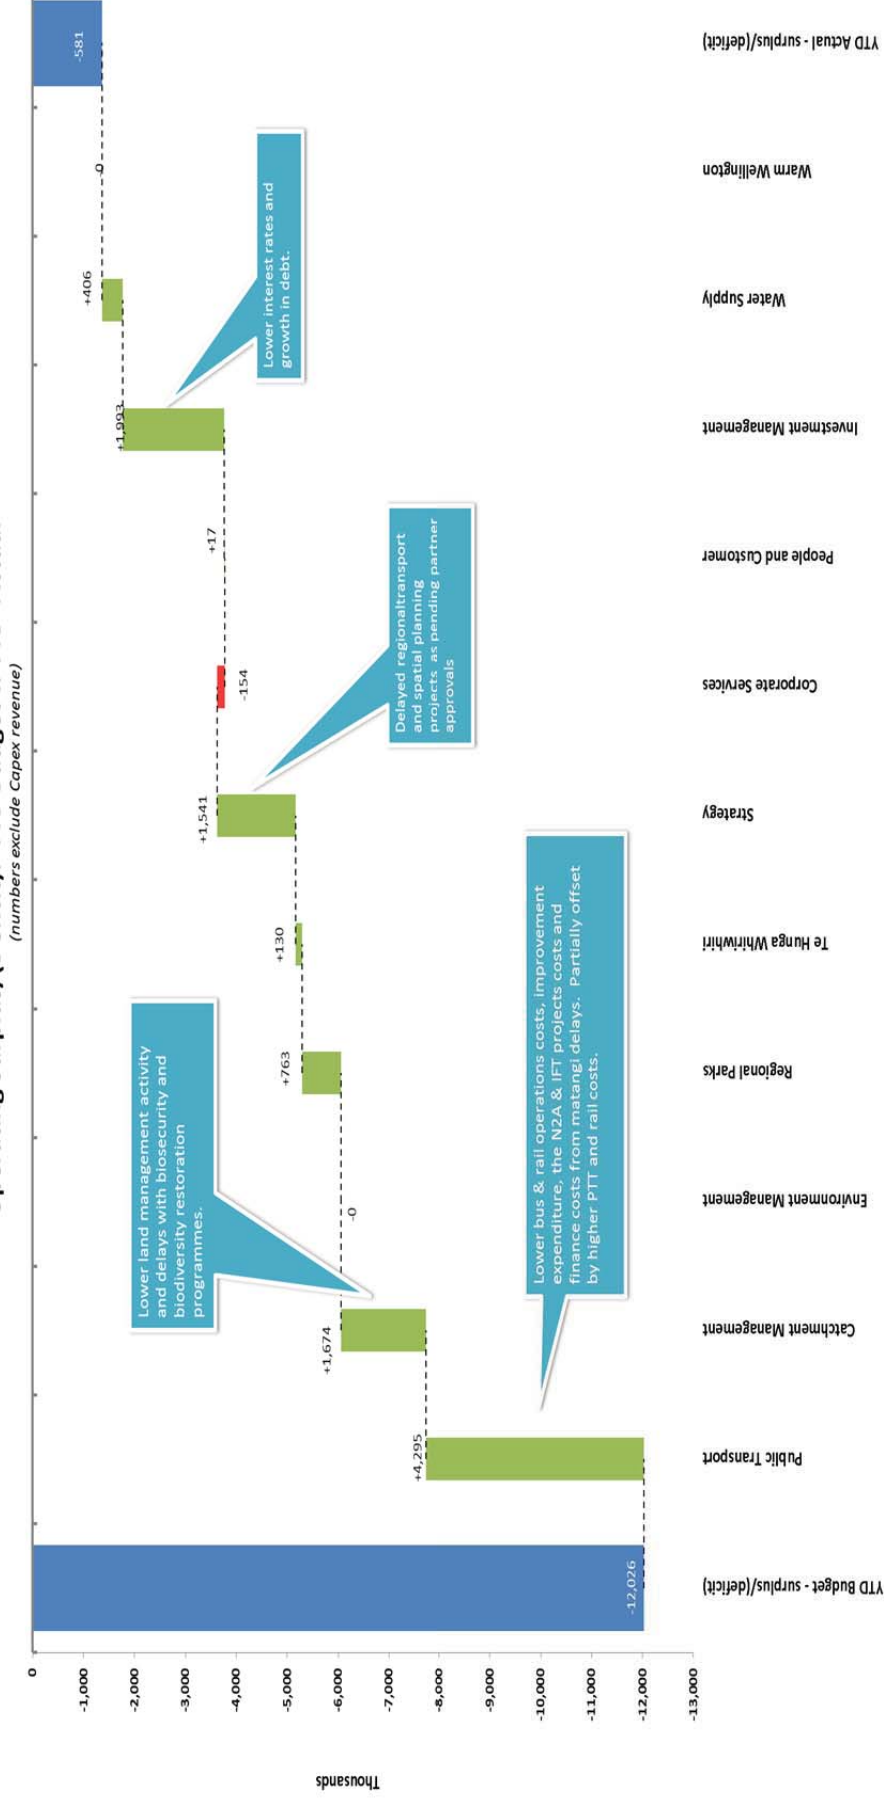 (numbers exclude Capex revenue)
Thousands
0
-1,000
-2,000
-3,000
-4,000
-5,000
-6,000
-7,000
-8,000
-9,000
-10,000
-11,000
-12,000
-13,000
-12,026
+4,295
+1,674
-0
+763
+130
+1,541
-154
+17
+1,993
+406
-0
-581
Lower land management activity
and delays with biosecurity and
biodiversity restoration
programmes.
Lower bus & rail operations costs, improvement
expenditure, the N2A & IFT projects costs and
finance costs from matangi delays. Partially offset
by higher PTT and rail costs.
Delayed regionaltransport
and spatial planning
projects as pending partner
approvals
Lower interest rates and
growth in debt.
YTD Budget - surplus/(deficit)
Public Transport
Catchment Management
Environment Management
Regional Parks
Te Hunga Whiriwhiri
Strategy
Corporate Services
People and Customer
Investment Management
Water Supply
Warm Wellington
YTD Actual - surplus/(deficit)